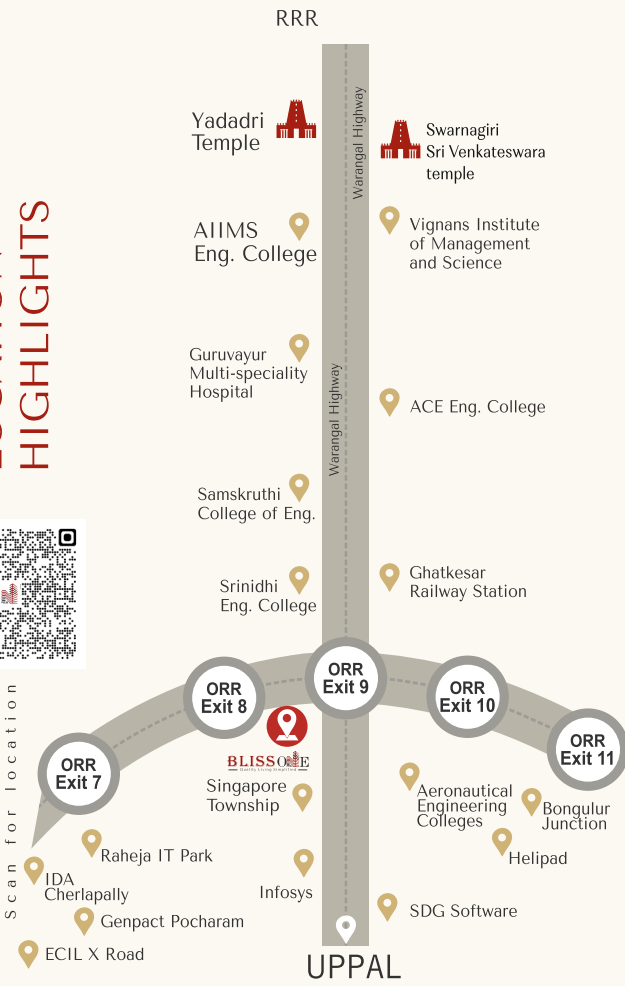 RRR
Warangal Highway
Yadadri
Temple
Swarnagiri
Sri Venkateswara
temple
AIIMS
Eng. College
Vignans Institute
of Management
and Science
HIGHLIGHTS
Guruvayur
Multi-speciality
Hospital
Warangal Highway
ACE Eng. College
Samskruthi
College of Eng.
Srinidhi
Eng. College
Ghatkesar
Railway Station
ORR
Exit 7
ORR
Exit 8
ORR
Exit 9
ORR
Exit 10
ORR
Exit 11
BLISSONE
Quality Living Simplified
Scan for location
Singapore
Township
Aeronautical
Engineering
Colleges
Bongulur
Junction
Helipad
Raheja IT Park
IDA
Cherlapally
Infosys
Genpact Pocharam
SDG Software
ECIL X Road
UPPAL